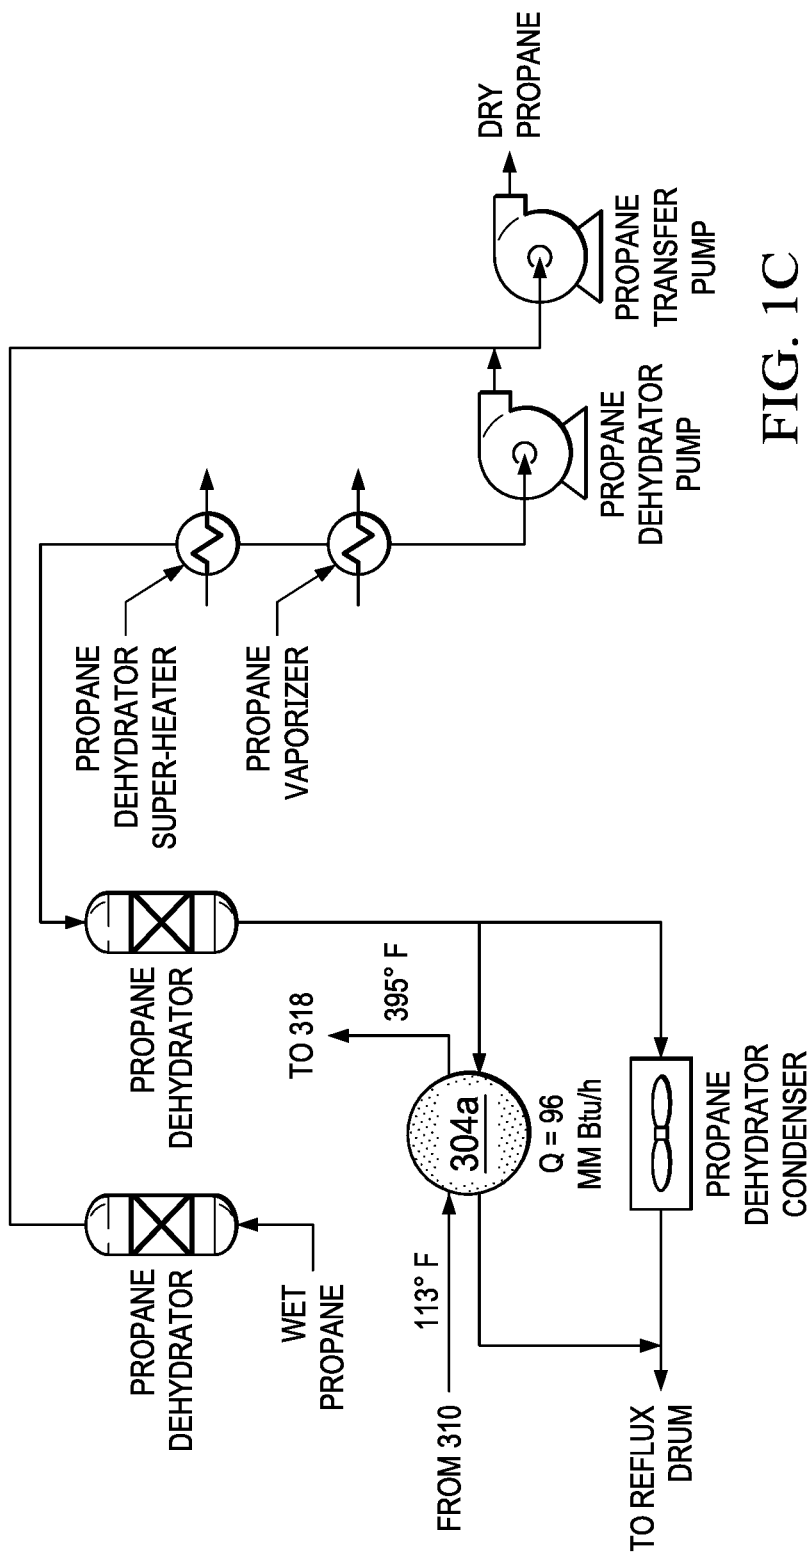 WET
PROPANE
PROPANE
DEHYDRATOR
PROPANE
DEHYDRATOR
PROPANE
DEHYDRATOR
SUPER-HEATER
PROPANE
VAPORIZER
PROPANE
DEHYDRATOR
PUMP
PROPANE
TRANSFER
PUMP
DRY
PROPANE
FROM 310
113° F
304a
Q = 96
MM Btu/h
TO 318
395° F
PROPANE
DEHYDRATOR
CONDENSER
TO REFLUX
DRUM
FIG. 1C